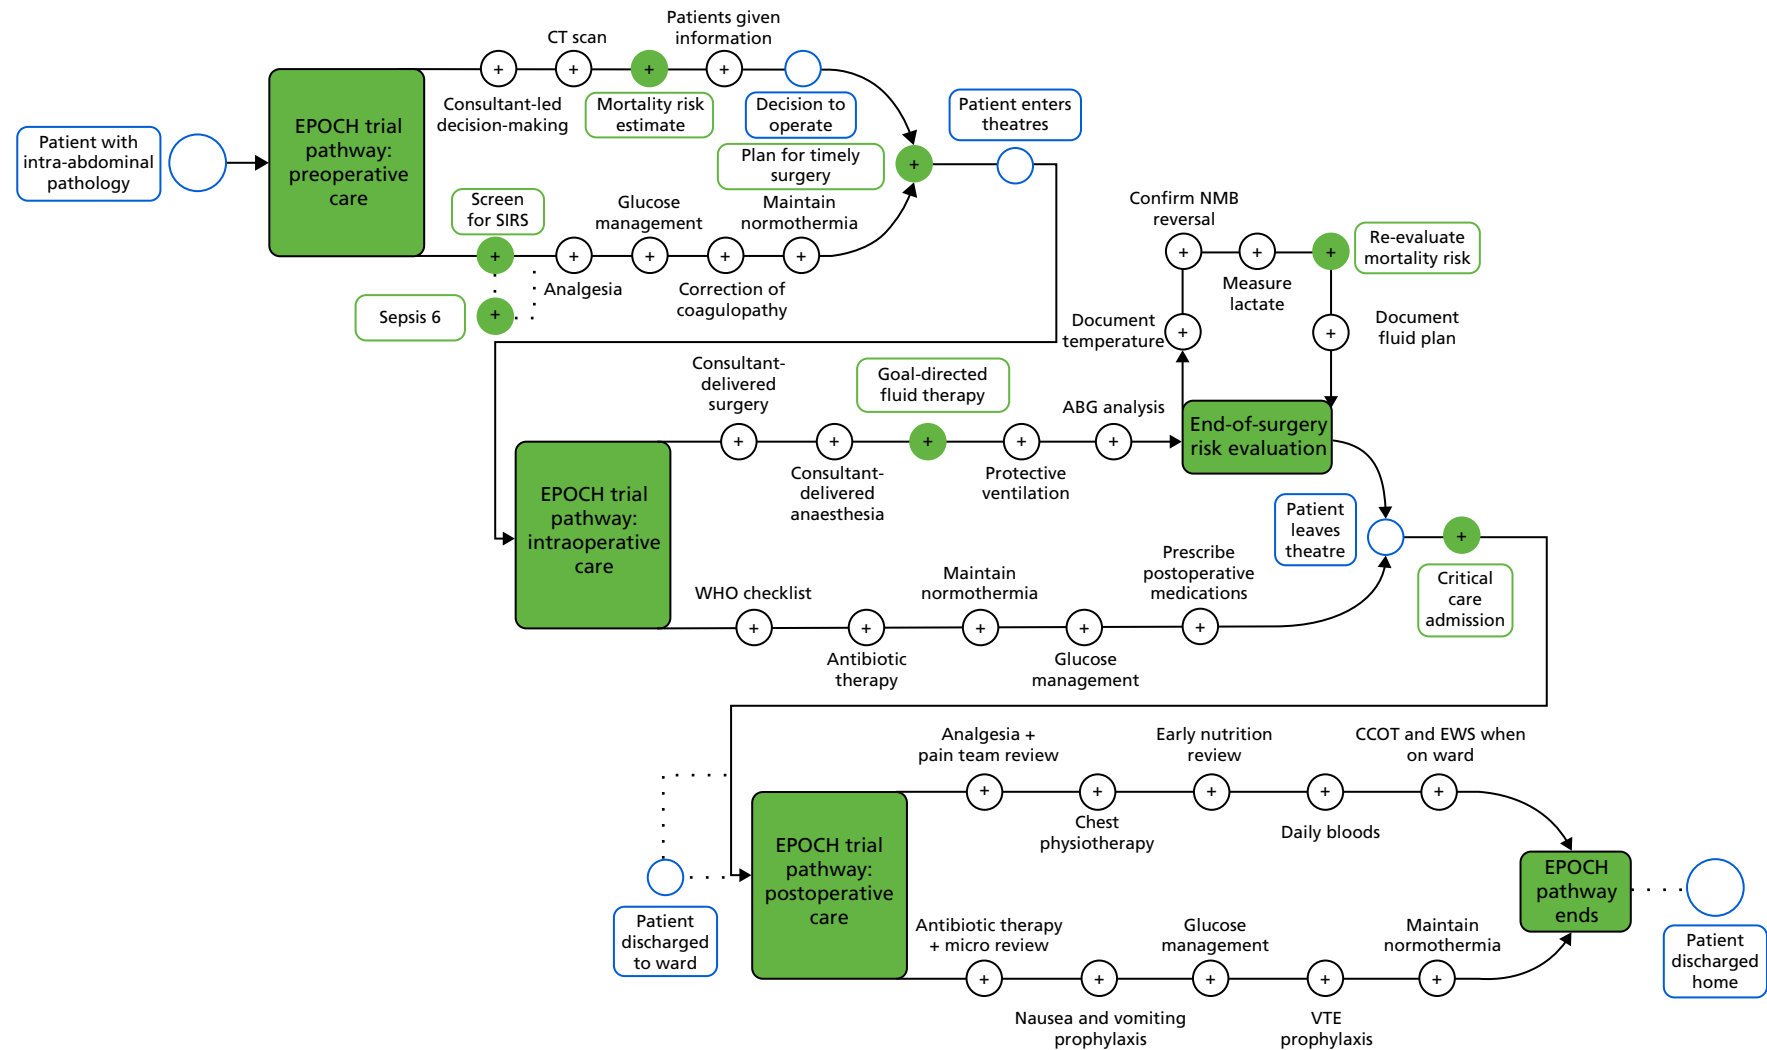 Patients given
information
CT scan
Consultant-led
decision-making
Mortality risk
estimate
Decision to
operate
Patient enters
theatres
Patient with
intra-abdominal
pathology
EPOCH trial
pathway:
preoperative
care
Plan for timely
surgery
Screen
for SIRS
Glucose
management
Maintain
normothermia
Analgesia
Correction of
coagulopathy
Sepsis 6
Confirm NMB
reversal
Re-evaluate
mortality risk
Measure
lactate
Document
temperature
Document
fluid plan
Consultant-
delivered
surgery
Goal-directed
fluid therapy
ABG analysis
End-of-surgery
risk evaluation
Consultant-
delivered
anaesthesia
Protective
ventilation
EPOCH trial
pathway:
intraoperative
care
Patient
leaves
theatre
Critical
care
admission
WHO checklist
Maintain
normothermia
Prescribe
postoperative
medications
Antibiotic
therapy
Glucose
management
Analgesia +
pain team review
Early nutrition
review
CCOT and EWS when
on ward
Chest
physiotherapy
Daily bloods
EPOCH trial
pathway:
postoperative
care
EPOCH
pathway
ends
Patient
discharged
to ward
Antibiotic therapy
+ micro review
Glucose
management
Maintain
normothermia
Patient
discharged
home
Nausea and vomiting
prophylaxis
VTE
prophylaxis